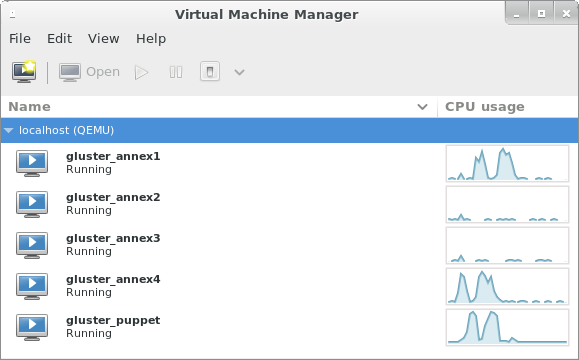 Virtual Machine Manager
File Edit View Help
Open
Name CPU usage
localhost (QEMU)
gluster_annex1
Running
gluster_annex2
Running
gluster_annex3
Running
gluster_annex4
Running
gluster_puppet
Running